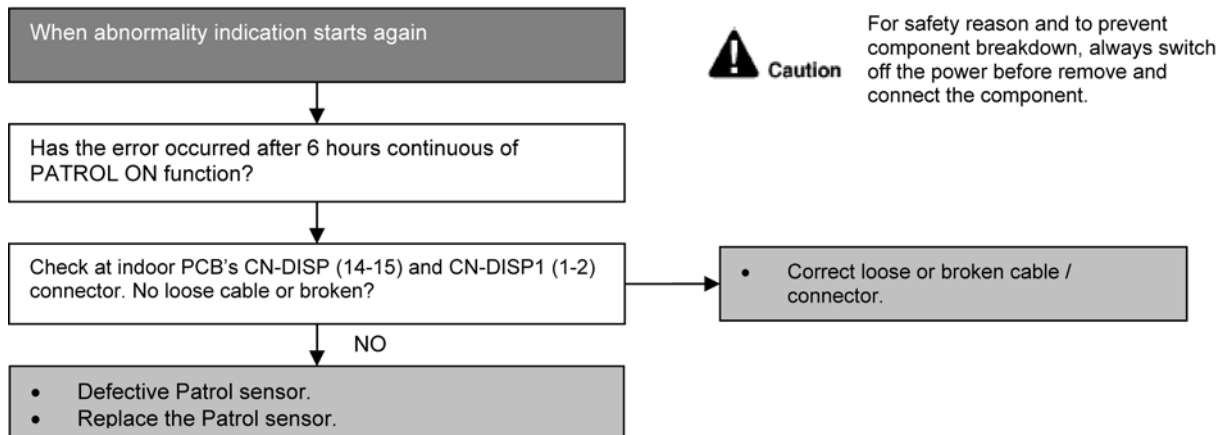 When abnormality indication starts again
Caution
For safety reason and to prevent
component breakdown, always switch
off the power before remove and
connect the component.
Has the error occurred after 6 hours continuous of
PATROL ON function?
Check at indoor PCB's CN-DISP (14-15) and CN-DISP1 (1-2)
connector. No loose cable or broken?
• Correct loose or broken cable /
connector.
NO
• Defective Patrol sensor.
• Replace the Patrol sensor.